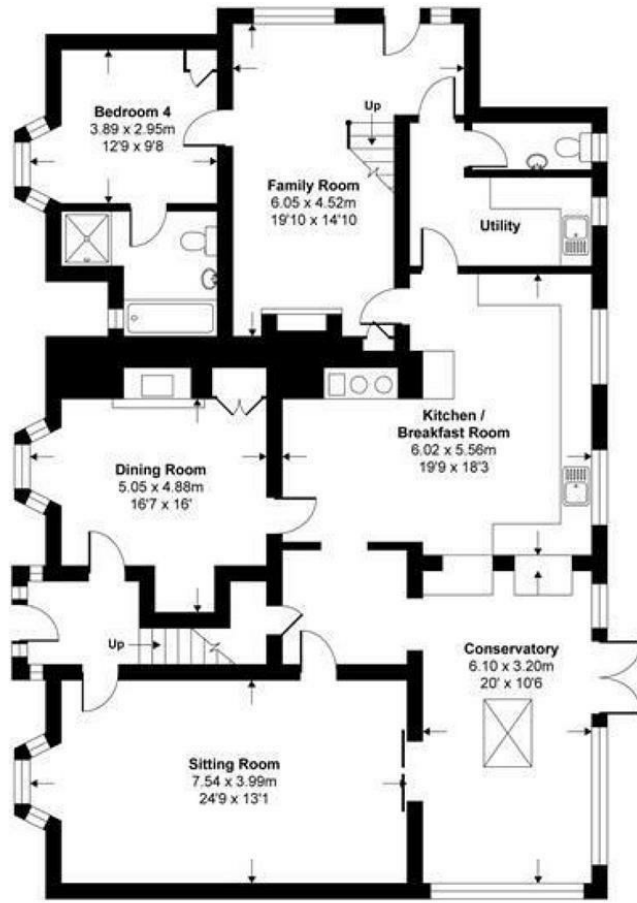 Bedroom 4
3.89 x 2.95m
12'9 x 9'8
Up
Family Room
6.05 x 4.52m
19'10 x 14'10
Utility
Kitchen /
Breakfast Room
6.02 x 5.56m
19'9 x 18'3
Dining Room
5.05 x 4.88m
16'7 x 16'
Up
Conservatory
6.10 x 3.20m
20' x 10'6
Sitting Room
7.54 x 3.99m
24'9 x 13'1